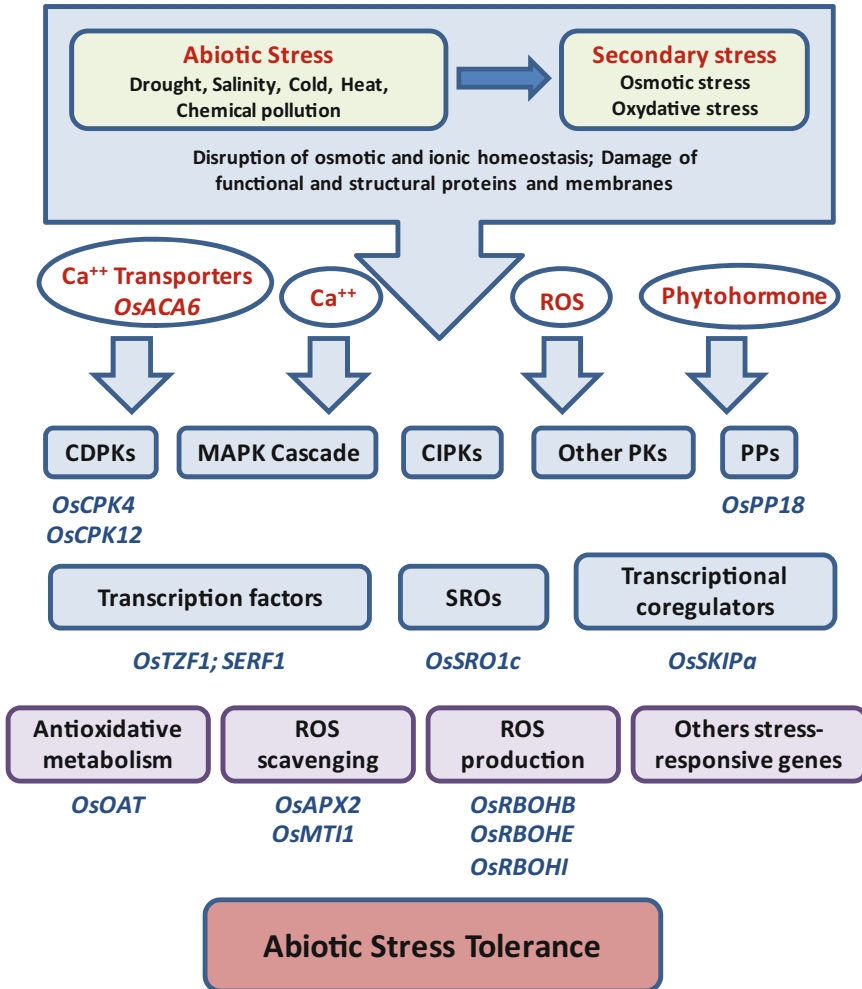 Abiotic Stress
Drought, Salinity, Cold, Heat,
Chemical pollution
Secondary stress
Osmotic stress
Oxydative stress
Disruption of osmotic and ionic homeostasis; Damage of
functional and structural proteins and membranes
Ca++ Transporters
OsACA6
Ca++
ROS
Phytohormone
CDPKs
MAPK Cascade
CIPKs
Other PKs
PPs
OsCPK4
OsCPK12
OsPP18
Transcription factors
SROs
Transcriptional
coregulators
OsTZF1; SERF1
OsSRO1c
OsSKIPa
Antioxidative
metabolism
ROS
scavenging
ROS
production
Others stress-
responsive genes
OsOAT
OsAPX2
OsMTI1
OsRBOHB
OsRBOHE
OsRBOHI
Abiotic Stress Tolerance